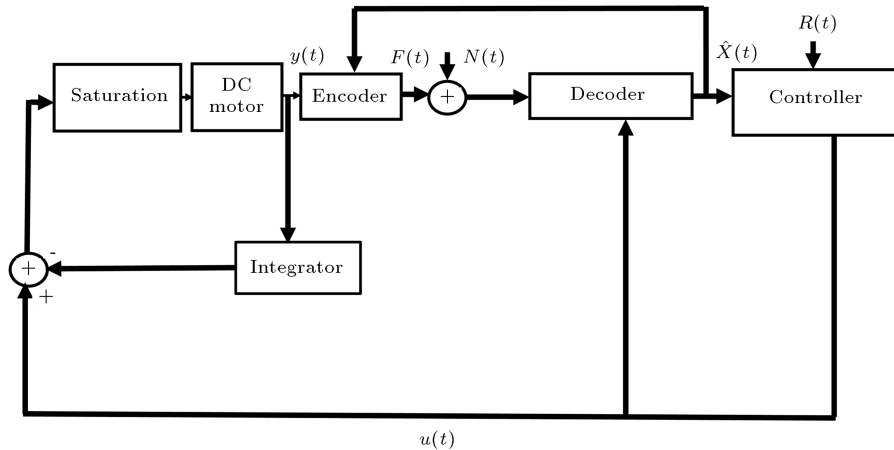 R(t)
y(t)
F(t)
N(t)
X̂(t)
Saturation
DC
motor
Encoder
+
Decoder
Controller
-
+
+
Integrator
u(t)